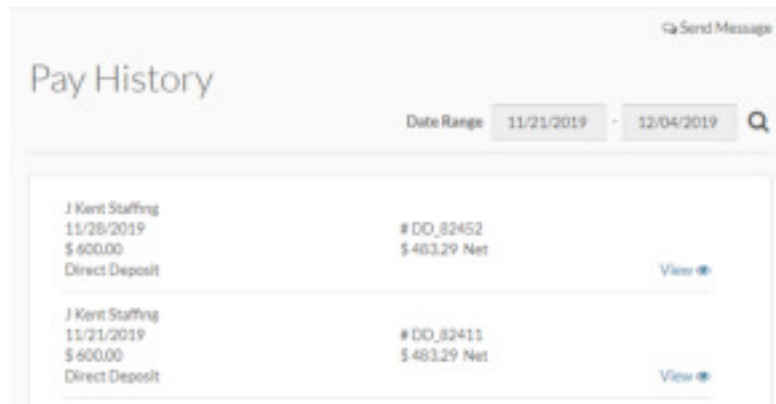 Send Message
Pay History
Date Range 11/21/2019 - 12/04/2019
J Kent Staffing
11/28/2019 # DD_82452
$ 600.00 $ 483.29 Net
Direct Deposit View
J Kent Staffing
11/21/2019 # DD_82411
$ 600.00 $ 483.29 Net
Direct Deposit View